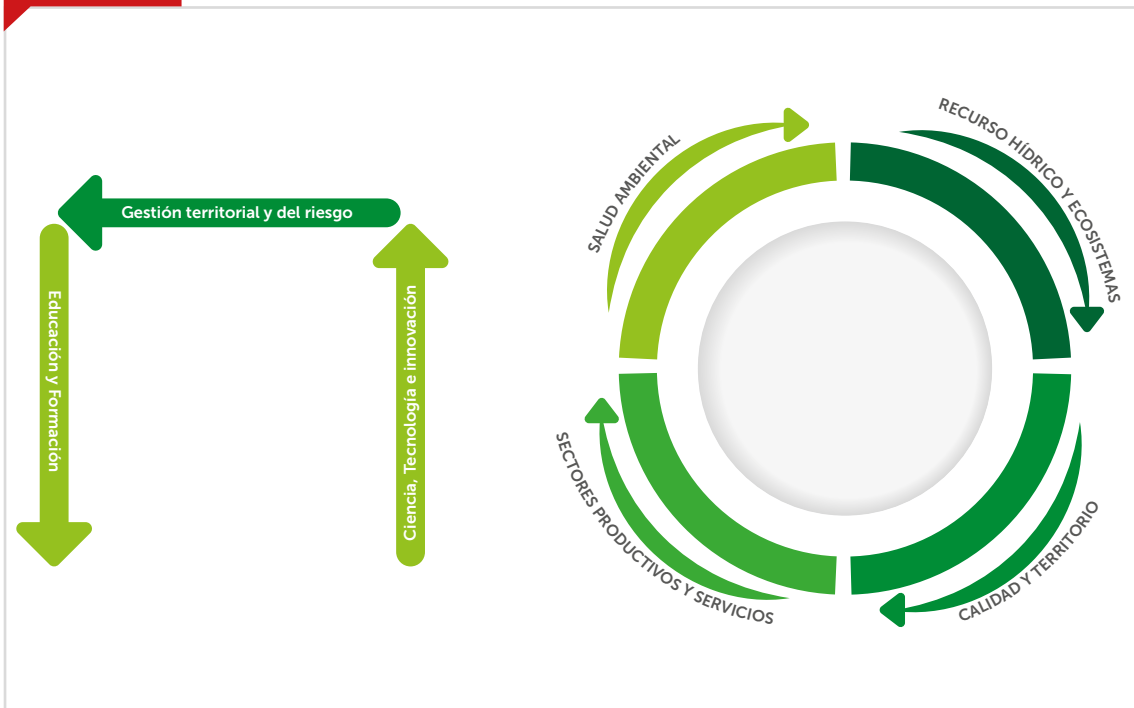 Gestión territorial y del riesgo
Educación y Formación
Ciencia, Tecnología e innovación
SALUD AMBIENTAL
RECURSO HÍDRICO Y ECOSISTEMAS
SECTORES PRODUCTIVOS Y SERVICIOS
CALIDAD Y TERRITORIO